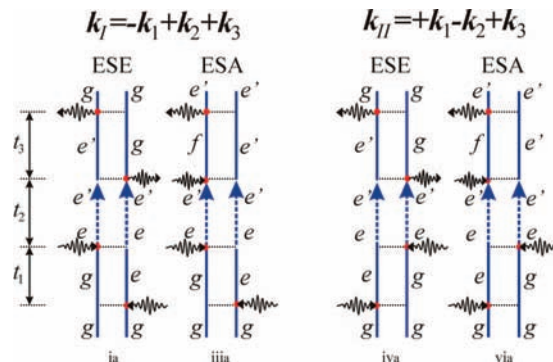 k_I=-k_1+k_2+k_3 k_II=+k_1-k_2+k_3
ESE ESA ESE ESA
g g e' e' g g e' e'
t_3 e' g f e' e' g f e'
t_2 e' e' e' e' e' e' e' e'
e e e e e e e e
t_1 g e g e e g e g
g g g g g g g g
ia iiia iva via